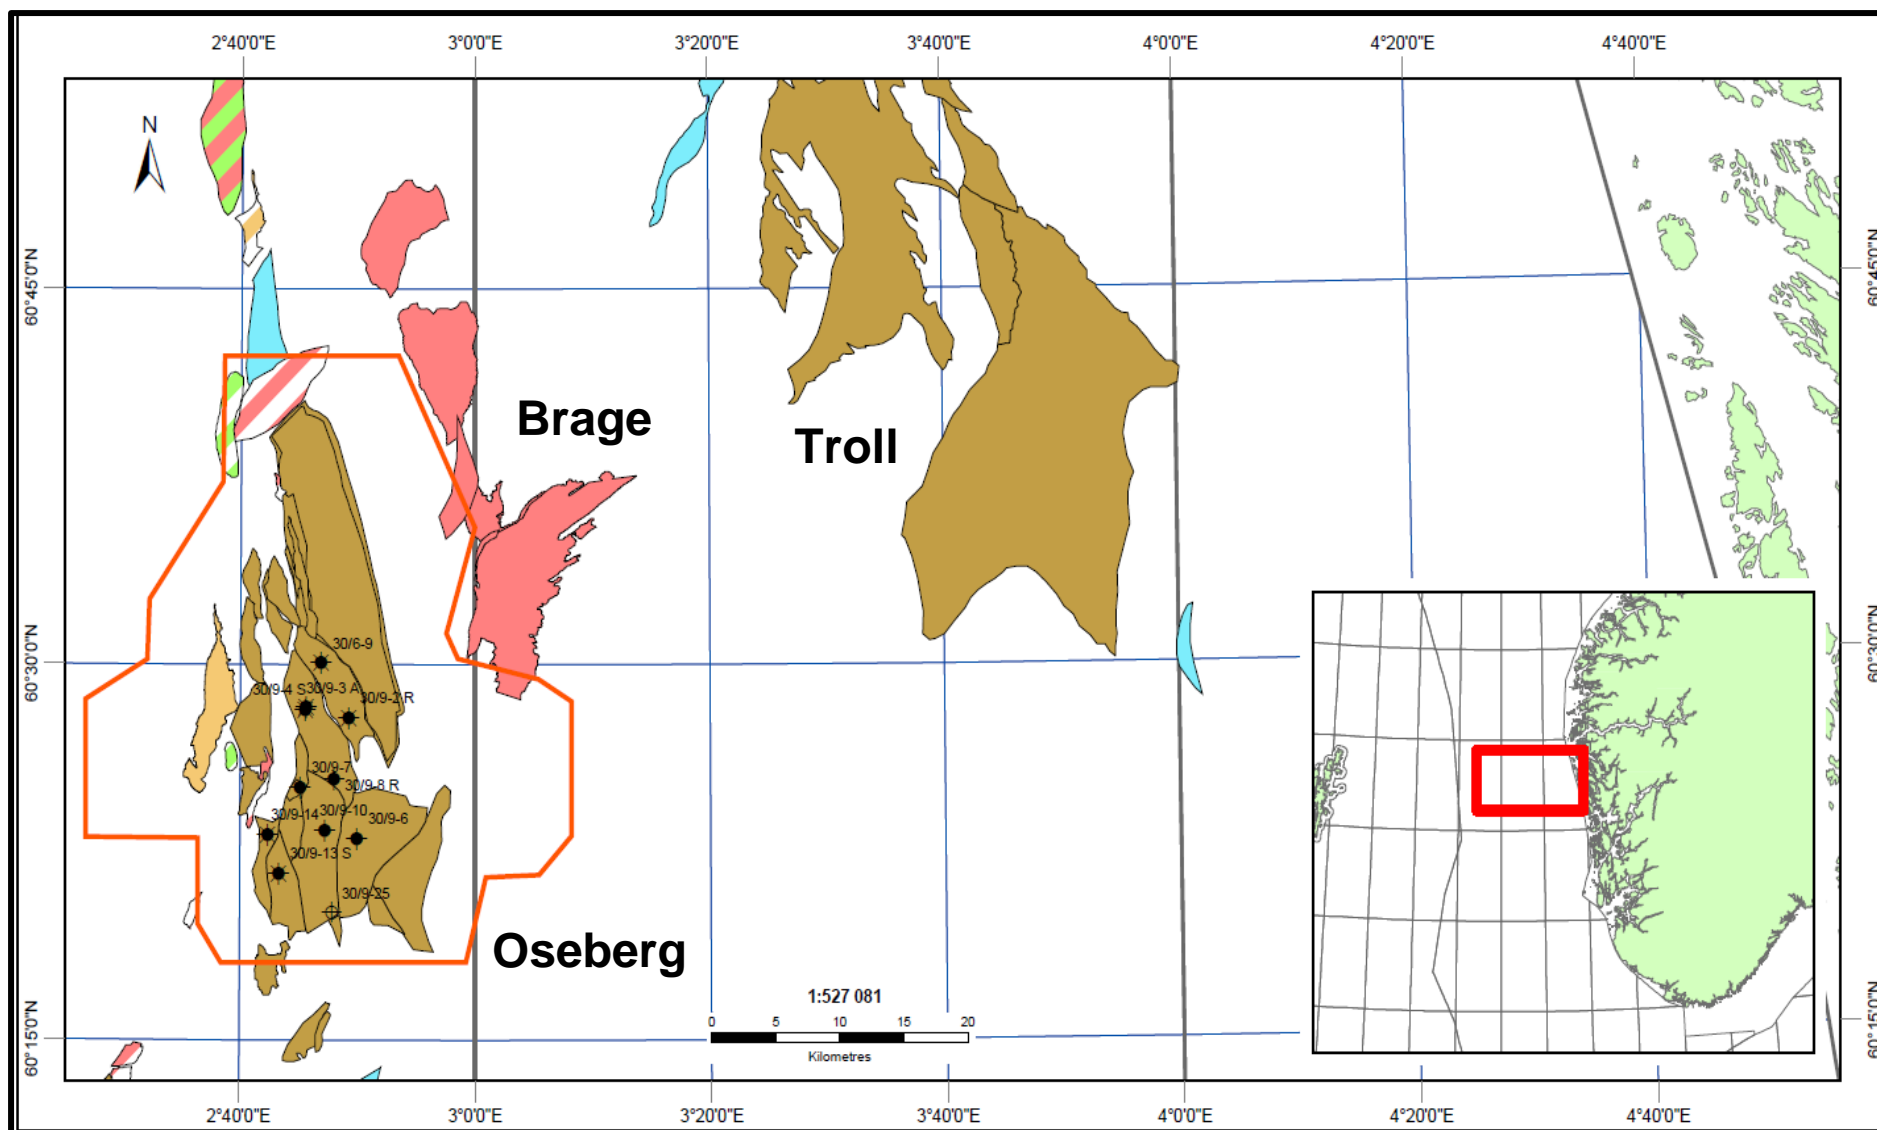 2°40'0"E
3°0'0"E
3°20'0"E
3°40'0"E
4°0'0"E
4°20'0"E
4°40'0"E
N
60°45'0"N
60°45'0"N
Brage
Troll
60°30'0"N
60°30'0"N
30/6-9
30/9-4 S
30/9-3 A
30/9-2 R
30/9-7
30/9-8 R
30/9-14
30/9-10
30/9-6
30/9-13 S
30/9-25
Oseberg
1:527 081
0
5
10
15
20
Kilometres
60°15'0"N
60°15'0"N
2°40'0"E
3°0'0"E
3°20'0"E
3°40'0"E
4°0'0"E
4°20'0"E
4°40'0"E